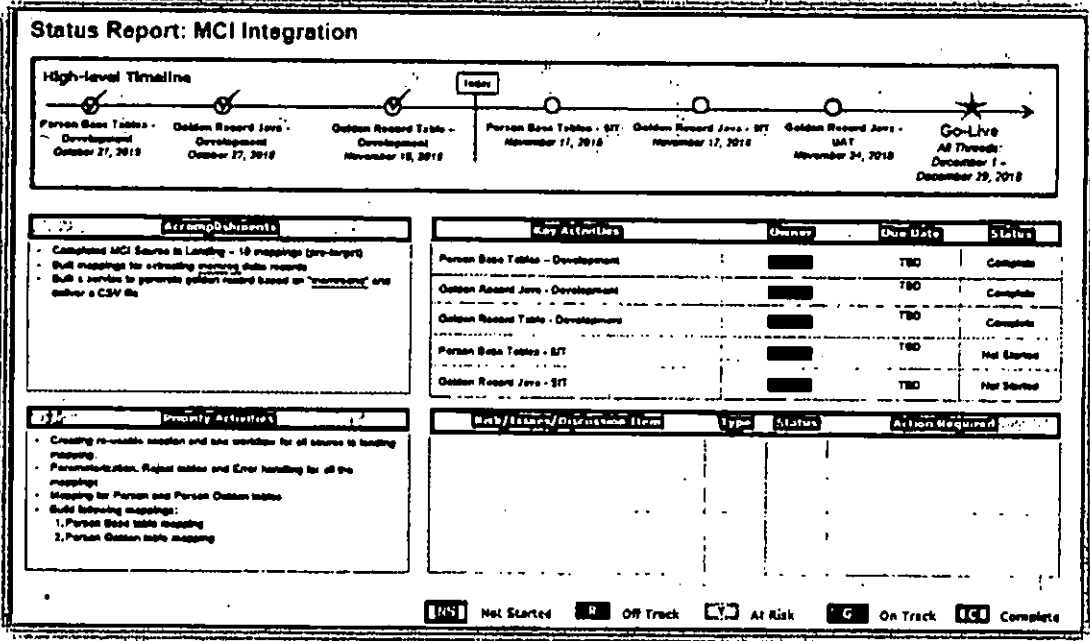 Status Report: MCI Integration
High-level Timeline
Today
Person Base Tables -
Development
October 27, 2018
Golden Record Java -
Development
October 27, 2018
Golden Record Table -
Development
November 10, 2018
Person Base Tables - SIT
November 17, 2018
Golden Record Java - SIT
November 17, 2018
Golden Record Java -
UAT
November 24, 2018
Go-Live
All Threads:
December 1 -
December 29, 2018
Accomplishments
Completed MCI Source to Landing - 10 mappings (pre-target)
Built mappings for extracting delta records
Built a service to generate golden record based on and
deliver a CSV file
Key Activities Owner Due Date Status
Person Base Tables - Development TBD Complete
Golden Record Java - Development TBD Complete
Golden Record Table - Development TBD Complete
Person Base Tables - SIT TBD Not Started
Golden Record Java - SIT TBD Not Started
Priority Activities
Creating re-usable session and one workflow for all source to landing
mapping.
Parameterization, Reject tables and Error handling for all the
mappings
Mapping for Person and Person Golden tables
Build following mappings:
1. Person Base table mapping
2. Person Golden table mapping
Risk/Issues/Discussion Item Type Status Action Required
NS Not Started R Off Track Y At Risk G On Track C Complete